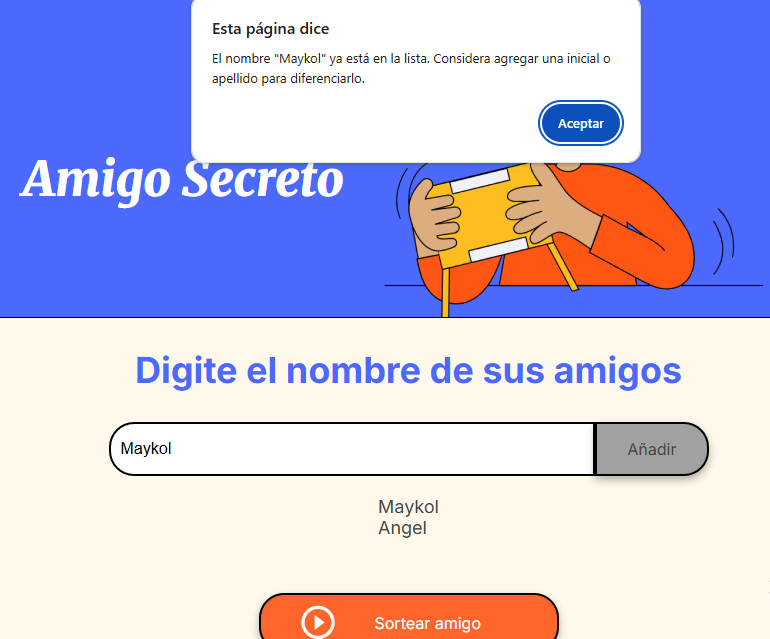 Esta página dice
El nombre "Maykol" ya está en la lista. Considera agregar una inicial o
apellido para diferenciarlo.
Aceptar
Amigo Secreto
Digite el nombre de sus amigos
Maykol
Añadir
Maykol
Angel
Sortear amigo